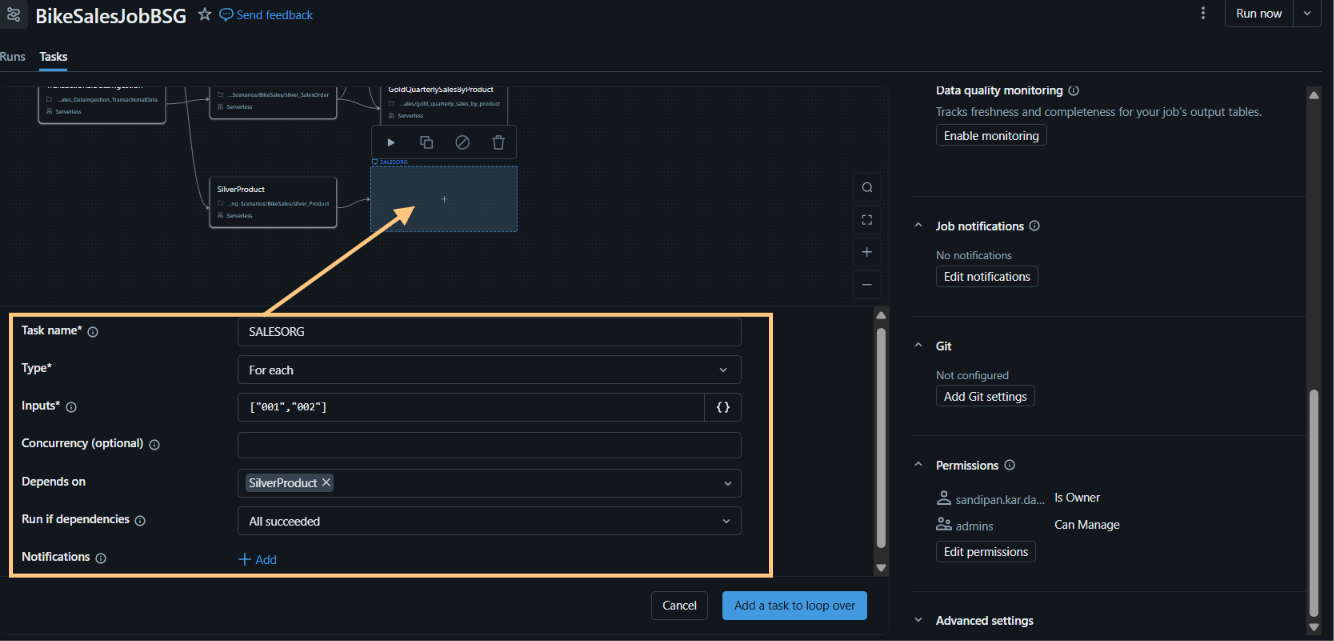 BikeSalesJobBSG Send feedback Run now
Runs Tasks
...ales_DataIngestion_TransactionalData
Serverless
...Scenarios/BikeSales/silver_SalesOrder
Serverless
GoldQuarterlySalesByProduct
...ales/gold_quarterly_sales_by_product
Serverless
SALESORG
+
SilverProduct
...ng-Scenarios/BikeSales/silver_Product
Serverless
Task name*
SALESORG
Type*
For each
Inputs*
["001","002"]
{}
Concurrency (optional)
Depends on
SilverProduct ×
Run if dependencies
All succeeded
Notifications
+ Add
Cancel
Add a task to loop over
Data quality monitoring
Tracks freshness and completeness for your job's output tables.
Enable monitoring
Job notifications
No notifications
Edit notifications
Git
Not configured
Add Git settings
Permissions
sandipan.kar.da... Is Owner
admins Can Manage
Edit permissions
Advanced settings